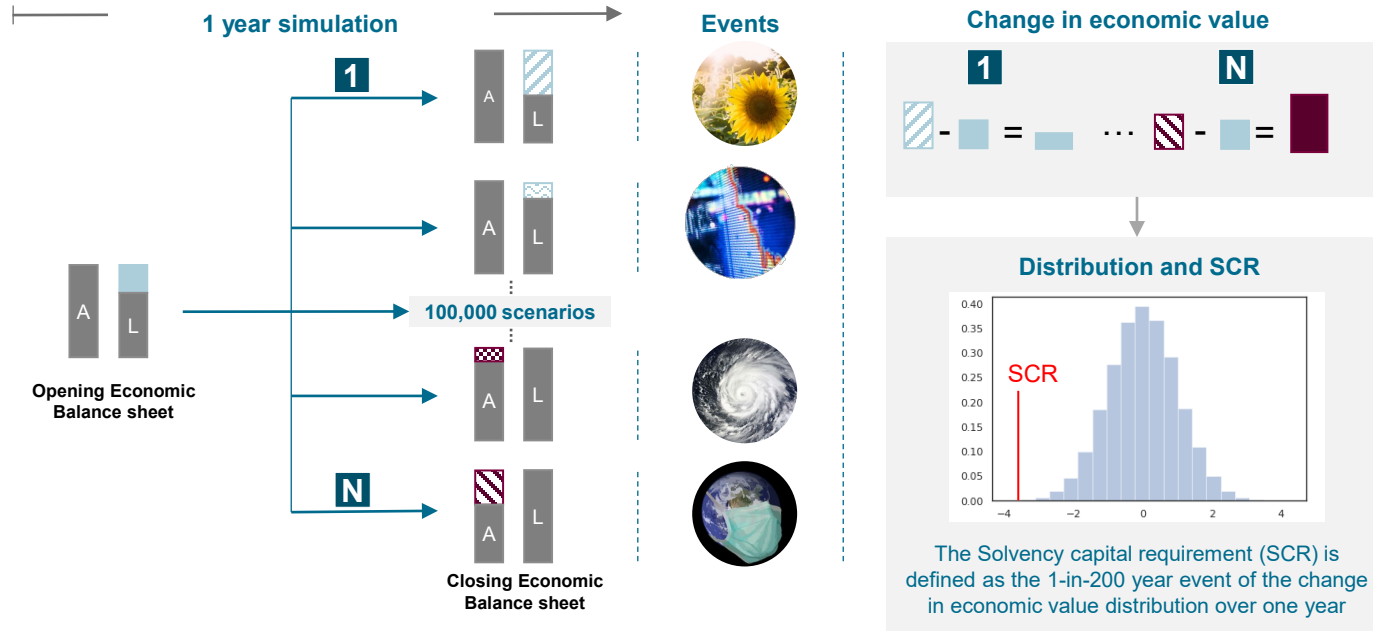 1 year simulation
Events
Change in economic value
1
A
L
1
N
- = ... - =
A
L
Distribution and SCR
A
L
100,000 scenarios
Opening Economic
Balance sheet
A
L
N
A
L
Closing Economic
Balance sheet
0.40
0.35
0.30
0.25
0.20
0.15
0.10
0.05
0.00
SCR
−4 −2 0 2 4
The Solvency capital requirement (SCR) is
defined as the 1-in-200 year event of the change
in economic value distribution over one year